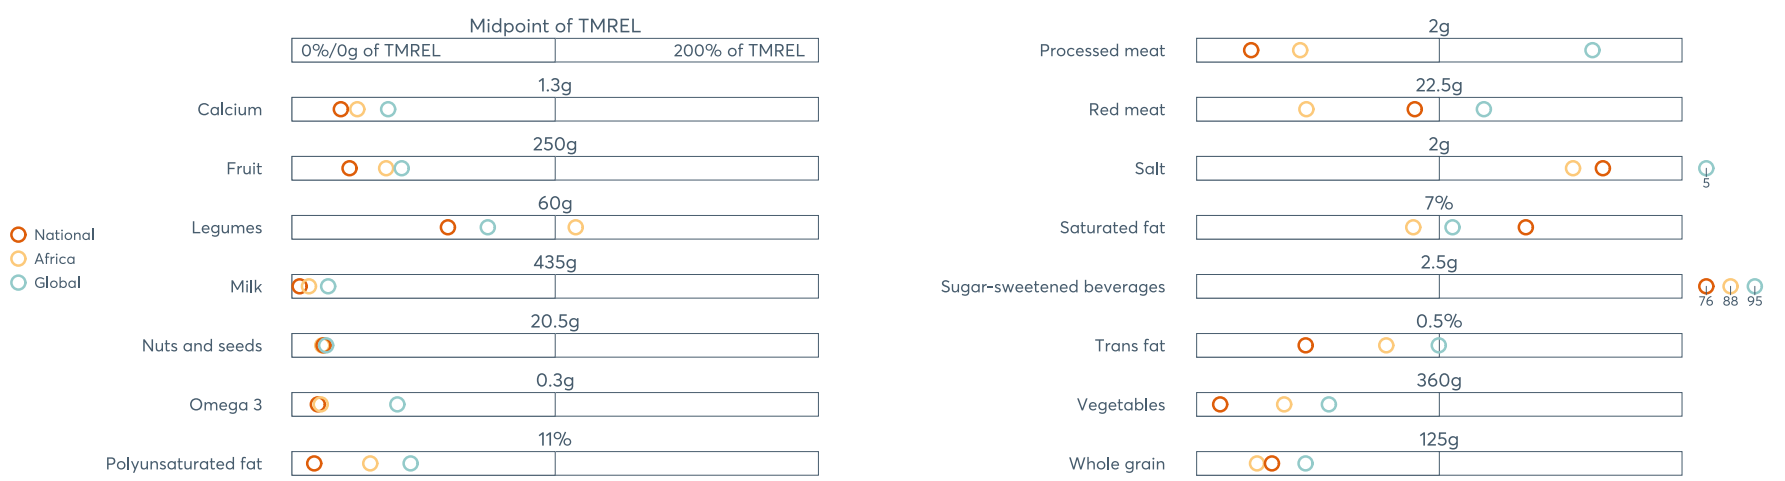 Midpoint of TMREL
0%/0g of TMREL 200% of TMREL
1.3g
Calcium
250g
Fruit
60g
Legumes
435g
Milk
20.5g
Nuts and seeds
0.3g
Omega 3
11%
Polyunsaturated fat
National
Africa
Global
2g
Processed meat
22.5g
Red meat
2g
Salt
5
7%
Saturated fat
2.5g
Sugar-sweetened beverages
76 88 95
0.5%
Trans fat
360g
Vegetables
125g
Whole grain